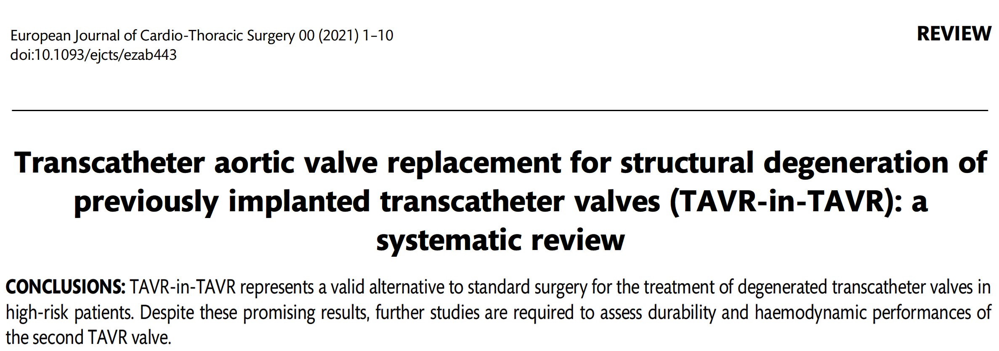 European Journal of Cardio-Thoracic Surgery 00 (2021) 1–10
REVIEW
doi:10.1093/ejcts/ezab443
Transcatheter aortic valve replacement for structural degeneration of
previously implanted transcatheter valves (TAVR-in-TAVR): a
systematic review
CONCLUSIONS: TAVR-in-TAVR represents a valid alternative to standard surgery for the treatment of degenerated transcatheter valves in
high-risk patients. Despite these promising results, further studies are required to assess durability and haemodynamic performances of
the second TAVR valve.